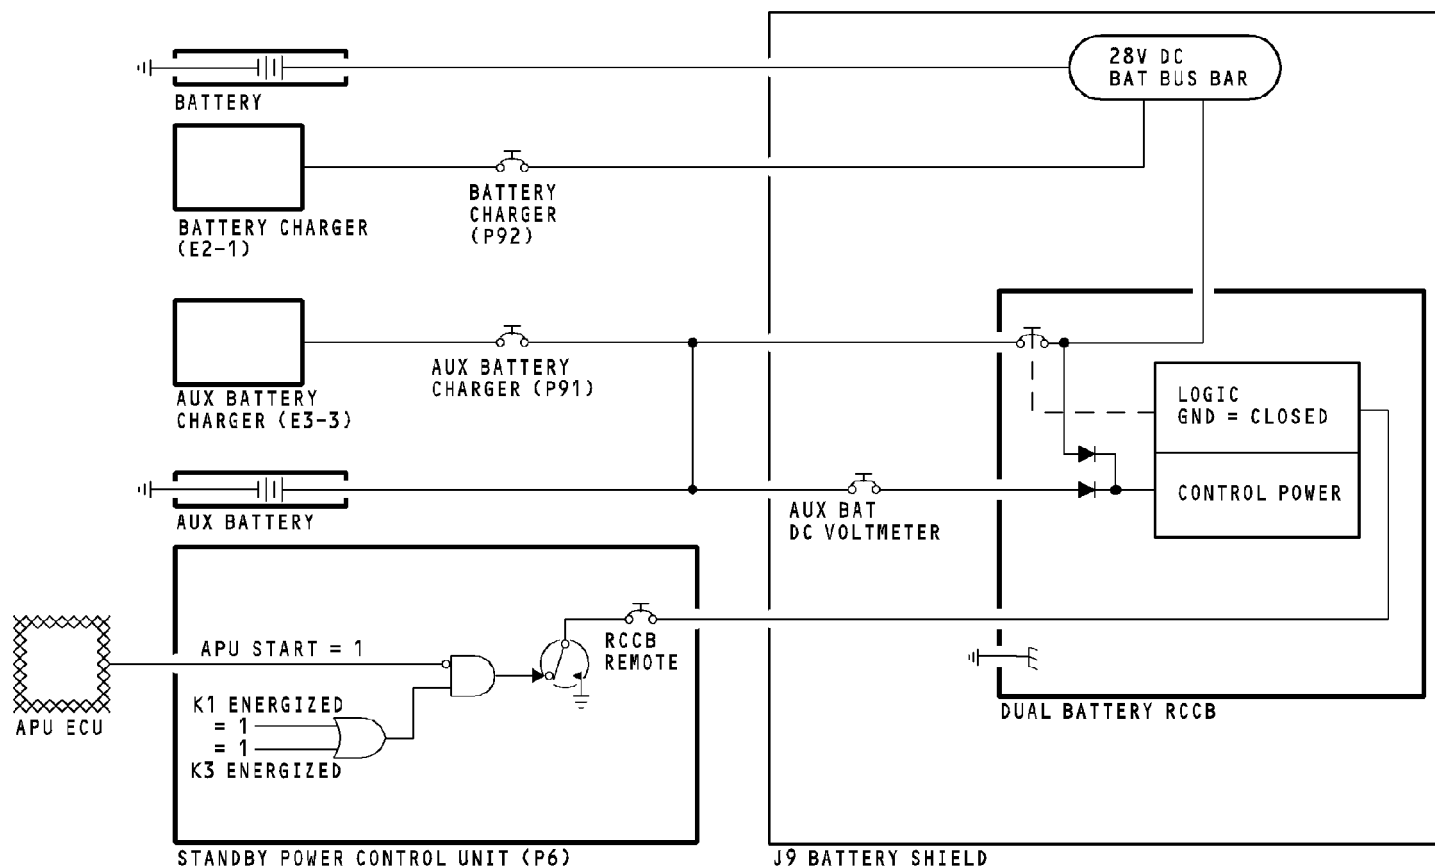 28V DC
BAT BUS BAR
BATTERY
BATTERY
CHARGER
(P92)
BATTERY CHARGER
(E2-1)
AUX BATTERY
CHARGER (P91)
AUX BATTERY
CHARGER (E3-3)
LOGIC
GND = CLOSED
CONTROL POWER
AUX BAT
DC VOLTMETER
AUX BATTERY
APU START = 1
RCCB
REMOTE
K1 ENERGIZED
= 1
= 1
K3 ENERGIZED
APU ECU
DUAL BATTERY RCCB
STANDBY POWER CONTROL UNIT (P6)
J9 BATTERY SHIELD